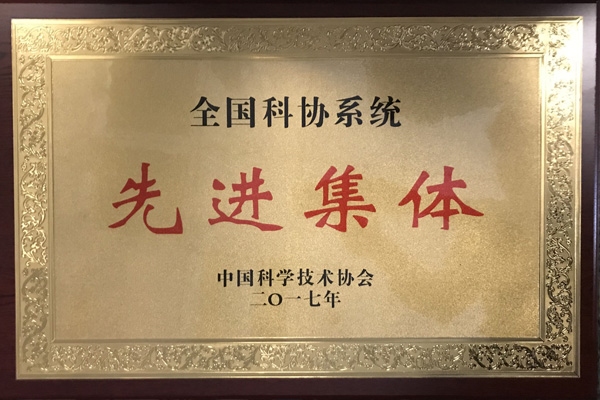 全国科协系统
先进集体
中国科学技术协会
二〇一七年